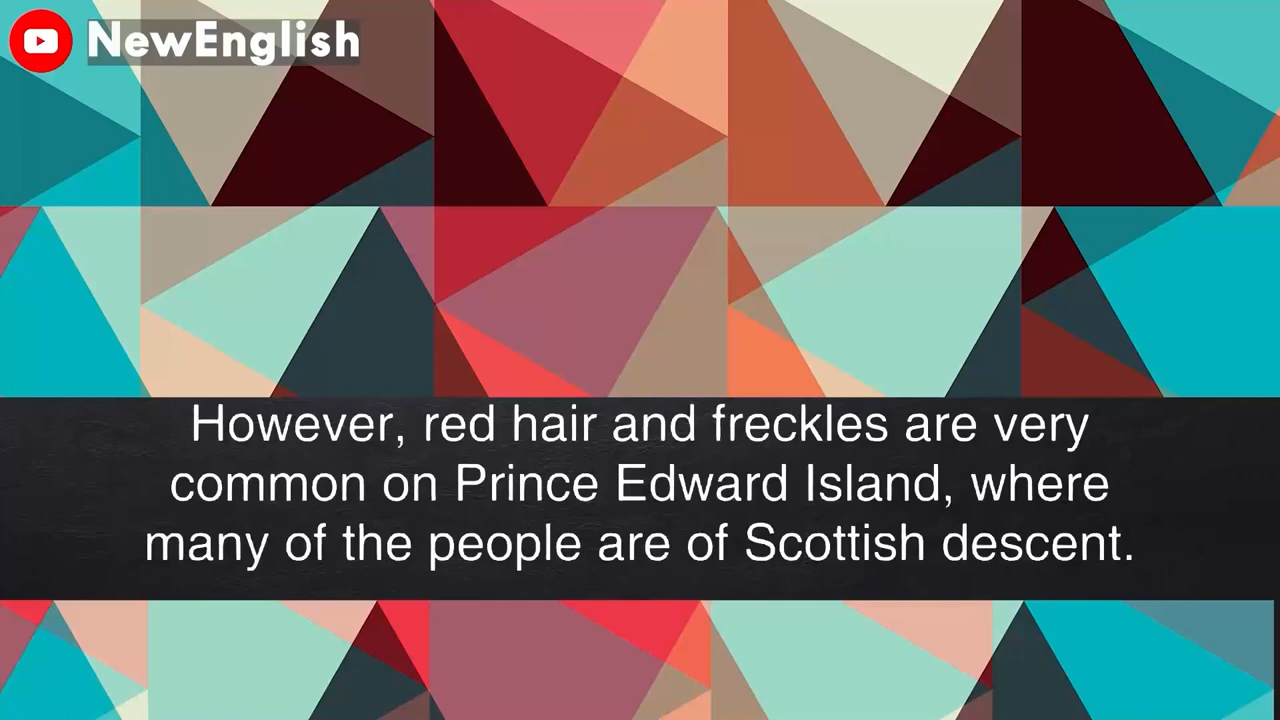 NewEnglish
However, red hair and freckles are very
common on Prince Edward Island, where
many of the people are of Scottish descent.